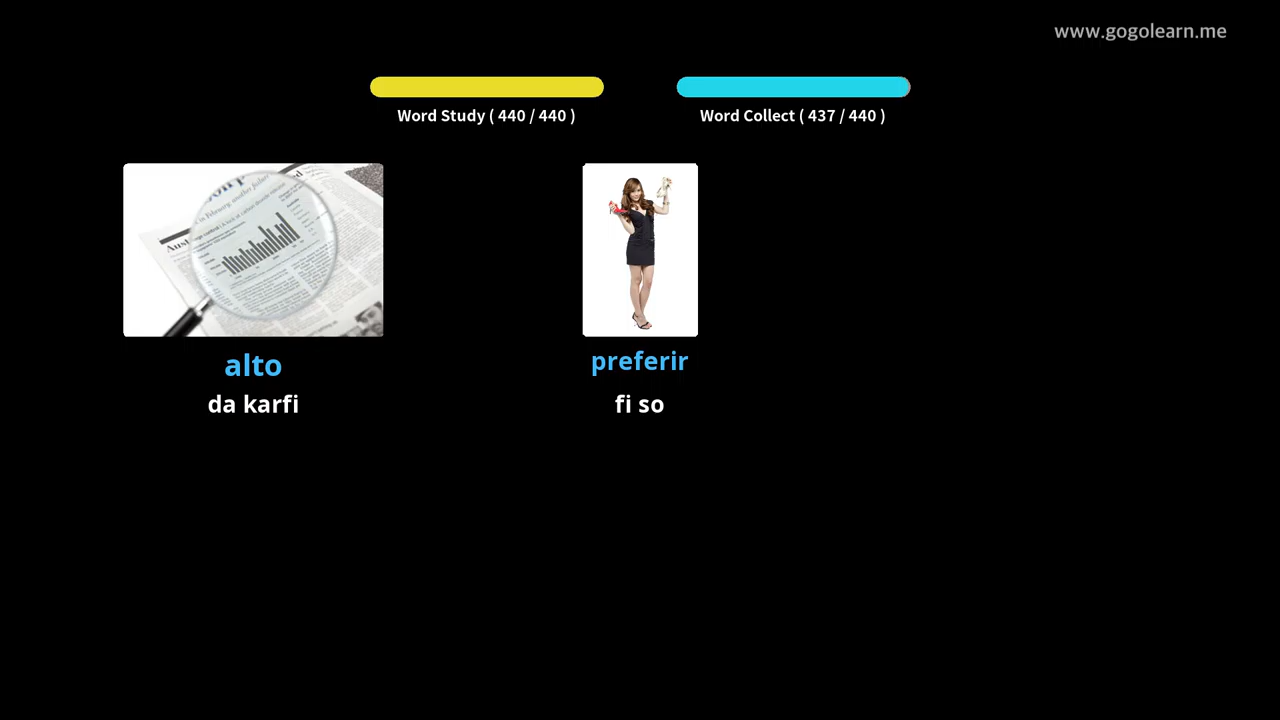 www.gogolearn.me
Word Study ( 440 / 440 )
Word Collect ( 437 / 440 )
alto
da karfi
preferir
fi so